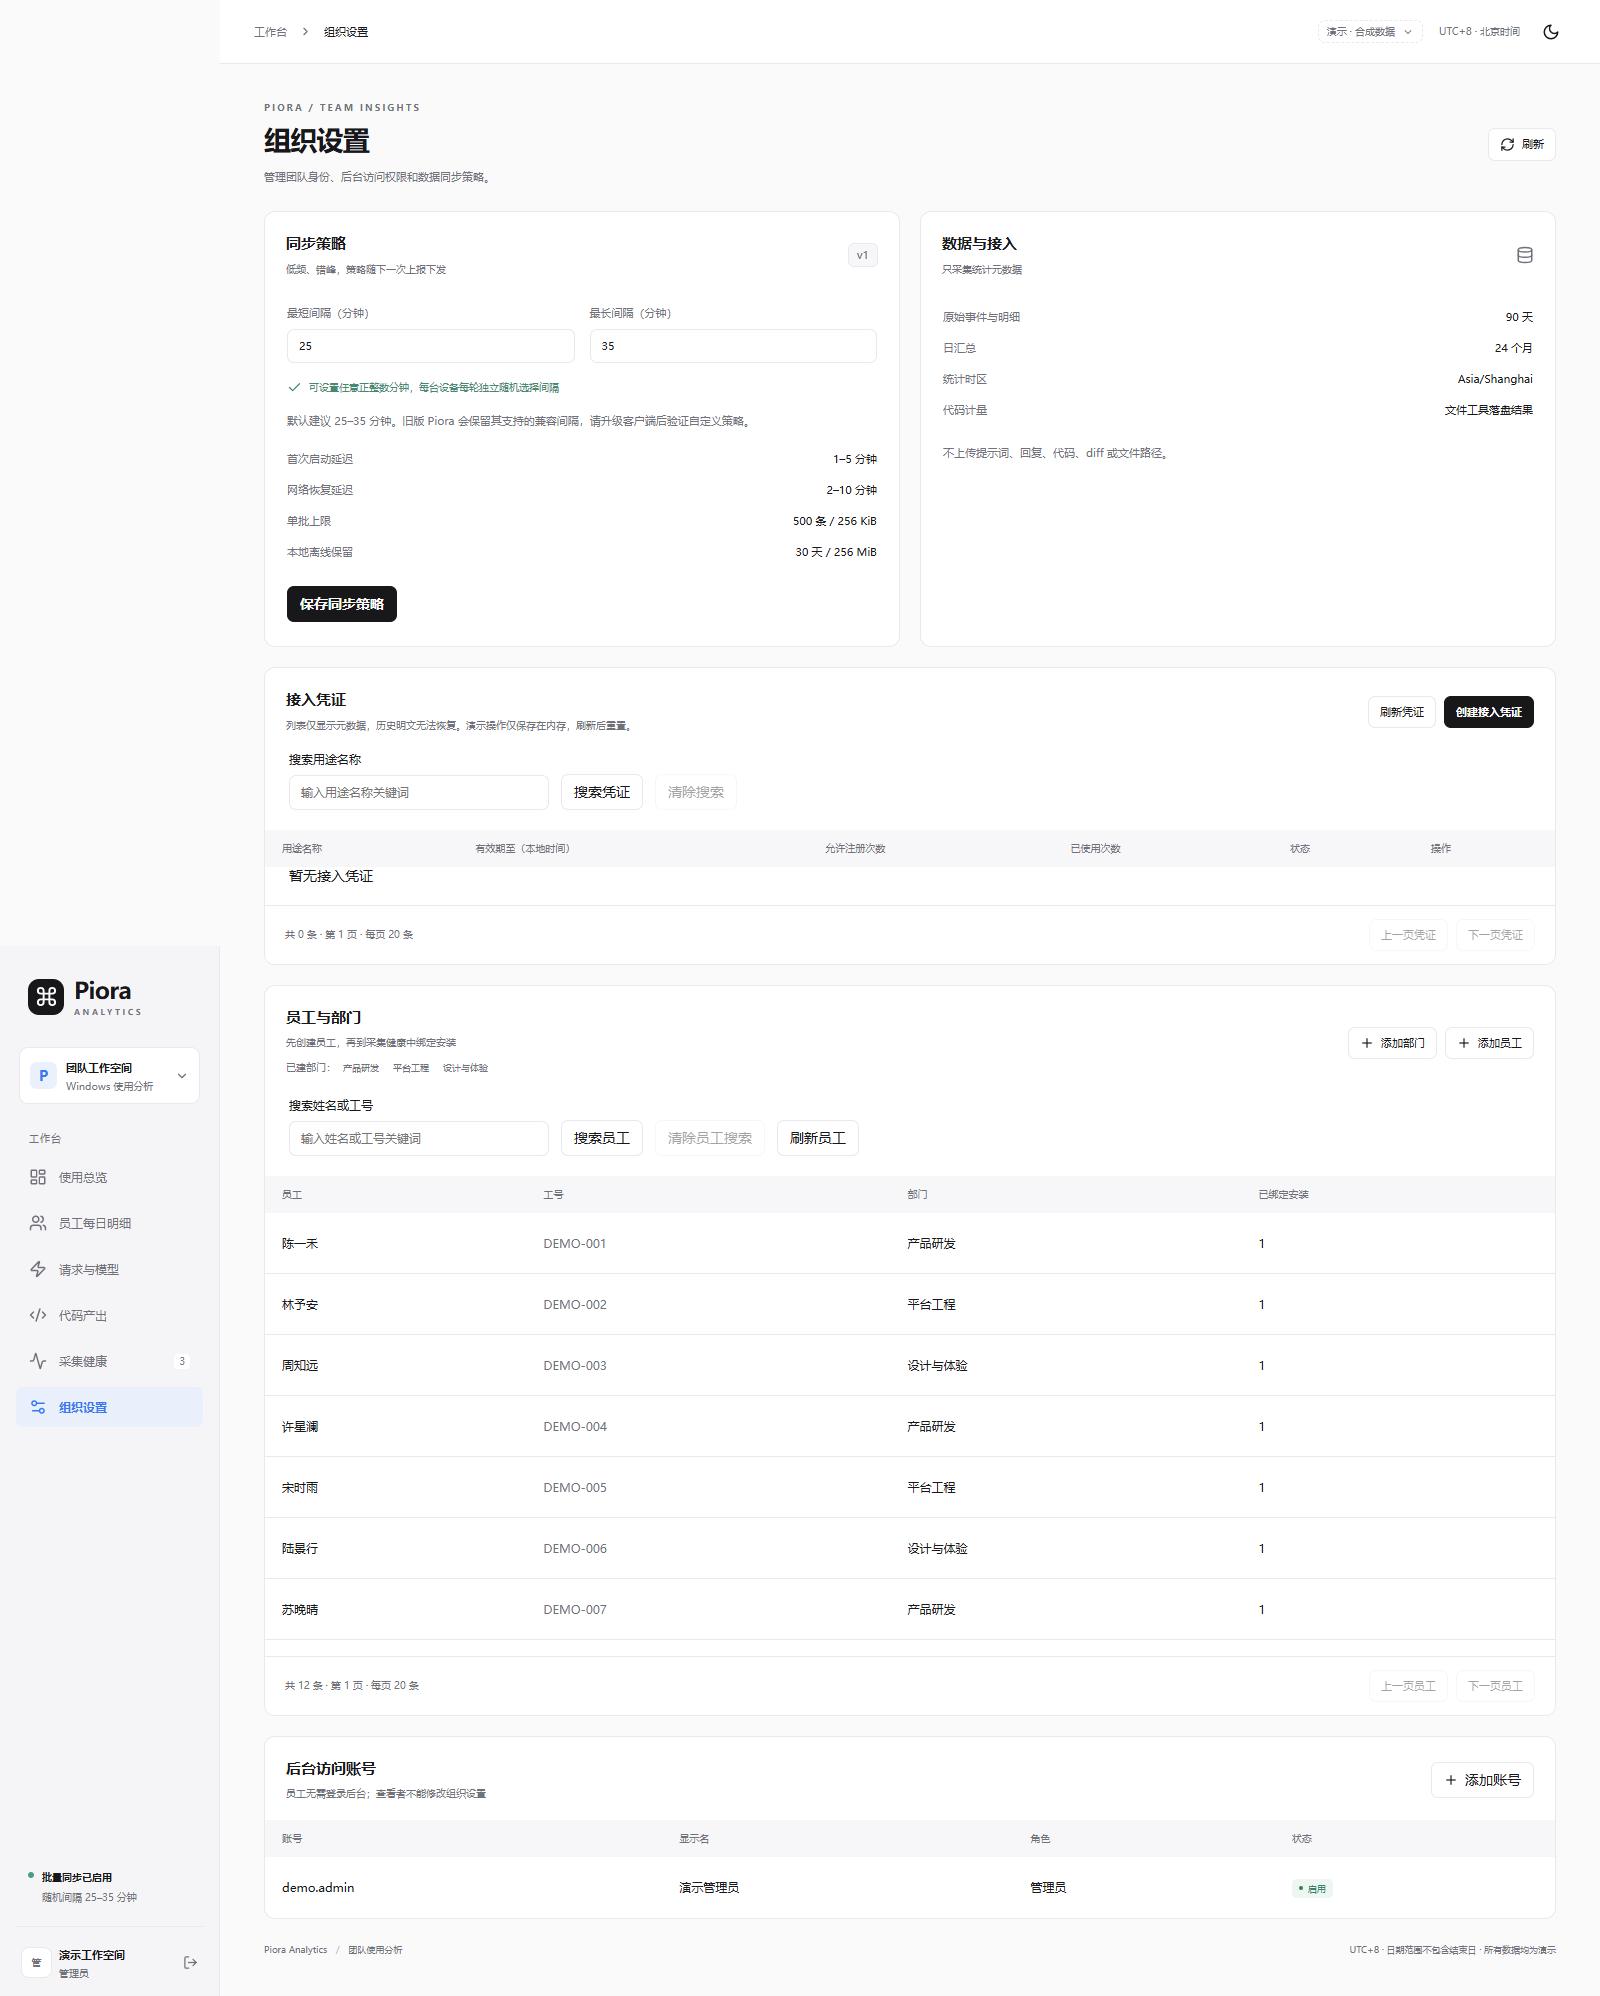 工作台 > 组织设置
演示 · 合成数据
UTC+8 · 北京时间
PIORA / TEAM INSIGHTS
组织设置
管理团队身份、后台访问权限和数据同步策略。
刷新
同步策略
低频、错峰，策略随下一次上报下发
v1
最短间隔（分钟）
最长间隔（分钟）
25
35
可设置任意正整数分钟，每台设备每轮独立随机选择间隔
默认建议 25–35 分钟。旧版 Piora 会保留其支持的兼容间隔，请升级客户端后验证自定义策略。
首次启动延迟
1–5 分钟
网络恢复延迟
2–10 分钟
单批上限
500 条 / 256 KiB
本地离线保留
30 天 / 256 MiB
保存同步策略
数据与接入
只采集统计元数据
原始事件与明细
90 天
日汇总
24 个月
统计时区
Asia/Shanghai
代码计量
文件工具落盘结果
不上传提示词、回复、代码、diff 或文件路径。
接入凭证
列表仅显示元数据，历史明文无法恢复。演示操作仅保存在内存，刷新后重置。
刷新凭证
创建接入凭证
搜索用途名称
输入用途名称关键词
搜索凭证
清除搜索
用途名称
有效期至（本地时间）
允许注册次数
已使用次数
状态
操作
暂无接入凭证
共 0 条 · 第 1 页 · 每页 20 条
上一页凭证
下一页凭证
Piora
ANALYTICS
P
团队工作空间
Windows 使用分析
工作台
使用总览
员工每日明细
请求与模型
代码产出
采集健康
3
组织设置
批量同步已启用
随机间隔 25–35 分钟
管
演示工作空间
管理员
员工与部门
先创建员工，再到采集健康中绑定安装
已建部门：
产品研发
平台工程
设计与体验
添加部门
添加员工
搜索姓名或工号
输入姓名或工号关键词
搜索员工
清除员工搜索
刷新员工
员工
工号
部门
已绑定安装
陈一禾
DEMO-001
产品研发
1
林予安
DEMO-002
平台工程
1
周知远
DEMO-003
设计与体验
1
许星澜
DEMO-004
产品研发
1
宋时雨
DEMO-005
平台工程
1
陆景行
DEMO-006
设计与体验
1
苏晚晴
DEMO-007
产品研发
1
共 12 条 · 第 1 页 · 每页 20 条
上一页员工
下一页员工
后台访问账号
员工无需登录后台；查看者不能修改组织设置
添加账号
账号
显示名
角色
状态
demo.admin
演示管理员
管理员
启用
Piora Analytics / 团队使用分析
UTC+8 · 日期范围不包含结束日 · 所有数据均为演示